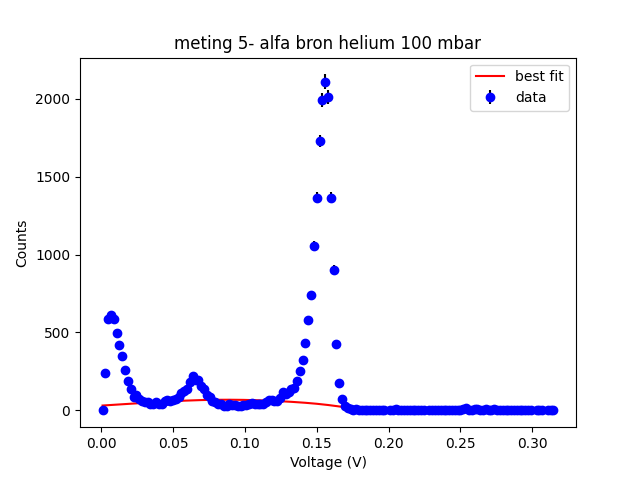 meting 5- alfa bron helium 100 mbar
best fit
data
Counts
2000
1500
1000
500
0
0.00 0.05 0.10 0.15 0.20 0.25 0.30
Voltage (V)